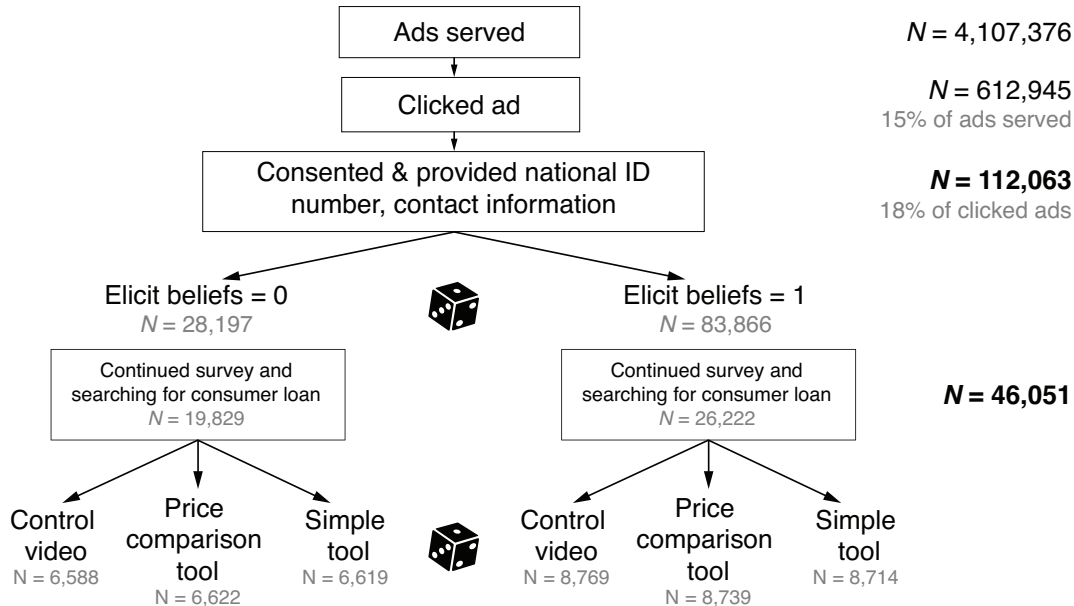 Ads served
N = 4,107,376
Clicked ad
N = 612,945
15% of ads served
Consented & provided national ID
number, contact information
N = 112,063
18% of clicked ads
Elicit beliefs = 0
N = 28,197
Elicit beliefs = 1
N = 83,866
Continued survey and
searching for consumer loan
N = 19,829
Continued survey and
searching for consumer loan
N = 26,222
N = 46,051
Control
video
N = 6,588
Price
comparison
tool
N = 6,622
Simple
tool
N = 6,619
Control
video
N = 8,769
Price
comparison
tool
N = 8,739
Simple
tool
N = 8,714